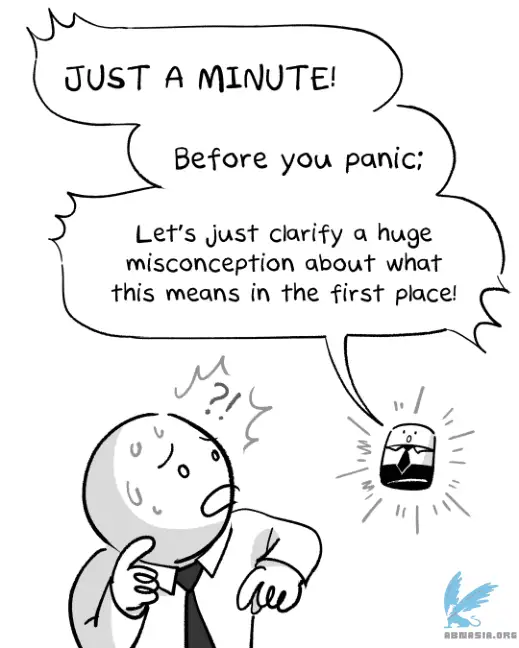 JUST A MINUTE!
Before you panic;
Let's just clarify a huge
misconception about what
this means in the first place!
?!
ABMASIA.ORG